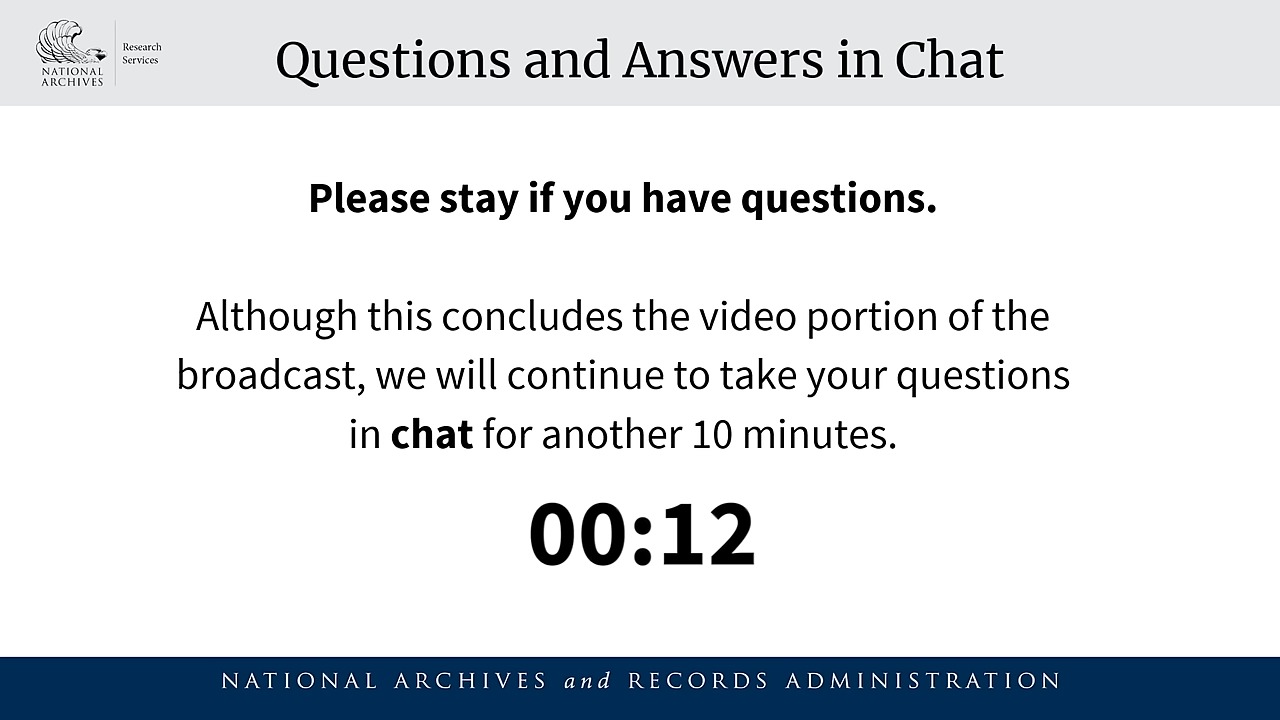 NATIONAL
ARCHIVES
Research
Services
Questions and Answers in Chat
Please stay if you have questions.
Although this concludes the video portion of the
broadcast, we will continue to take your questions
in chat for another 10 minutes.
00:12
NATIONAL ARCHIVES and RECORDS ADMINISTRATION